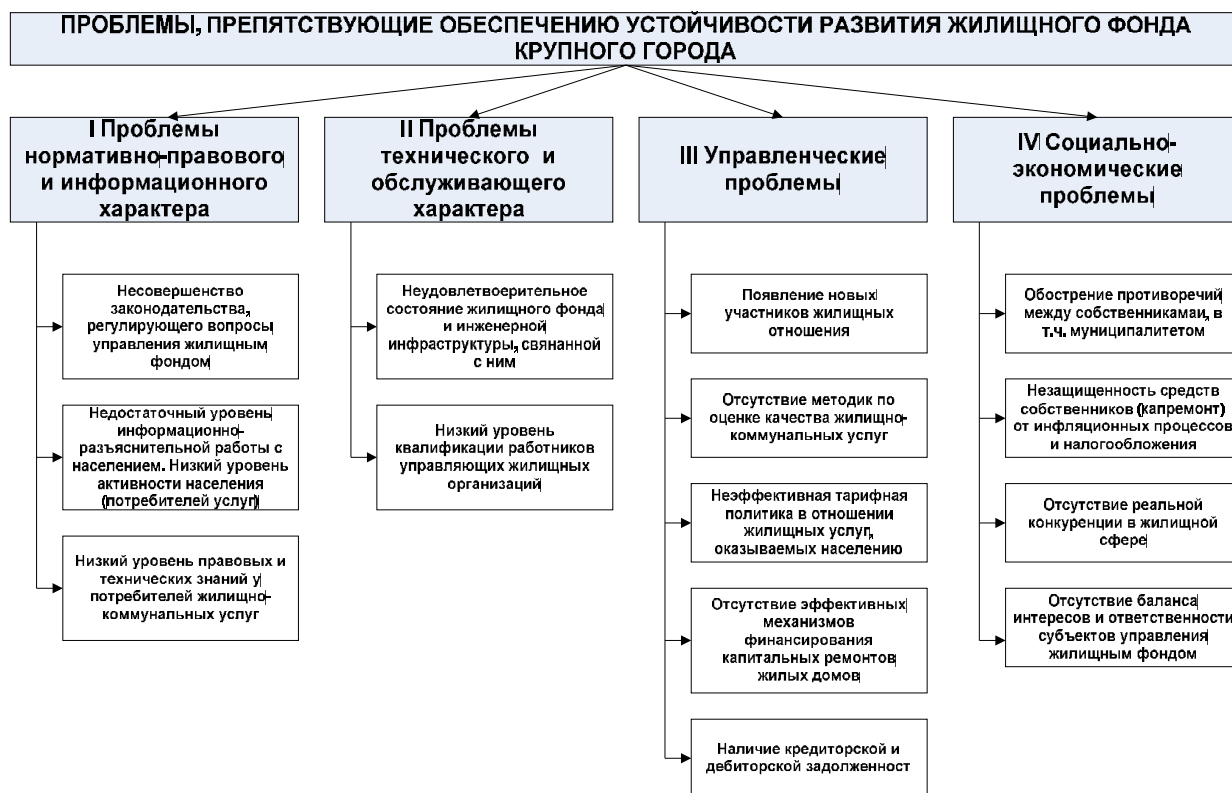 ПРОБЛЕМЫ, ПРЕПЯТСТВУЮЩИЕ ОБЕСПЕЧЕНИЮ УСТОЙЧИВОСТИ РАЗВИТИЯ ЖИЛИЩНОГО ФОНДА
КРУПНОГО ГОРОДА
I Проблемы
нормативно-правового
и информационного
характера
Несовершенство
законодательства,
регулирующего вопросы
управления жилищным
фондом
Недостаточный уровень
информационно-
разъяснительной работы с
населением. Низкий уровень
активности населения
(потребителей услуг)
Низкий уровень правовых и
технических знаний у
потребителей жилищно-
коммунальных услуг
II Проблемы
технического и
обслуживающего
характера
Неудовлетвоерительное
состояние жилищного фонда
и инженерной
инфраструктуры, свянанной
с ним
Низкий уровень
квалификации работников
управляющих жилищных
организаций
III Управленческие
проблемы
Появление новых
участников жилищных
отношения
Отсутствие методик по
оценке качества жилищно-
коммунальных услуг
Неэффективная тарифная
политика в отношении
жилищных услуг,
оказываемых населению
Отсутствие эффективных
механизмов
финансирования
капитальных ремонтов
жилых домов
Наличие кредиторской и
дебиторской задолженност
IV Социально-
экономические
проблемы
Обострение противоречий
между собственникамаи, в
т.ч. муниципалитетом
Незащищенность средств
собственников (капремонт)
от инфляционных процессов
и налогообложения
Отсутствие реальной
конкуренции в жилищной
сфере
Отсутствие баланса
интересов и ответственности
субъектов управления
жилищным фондом